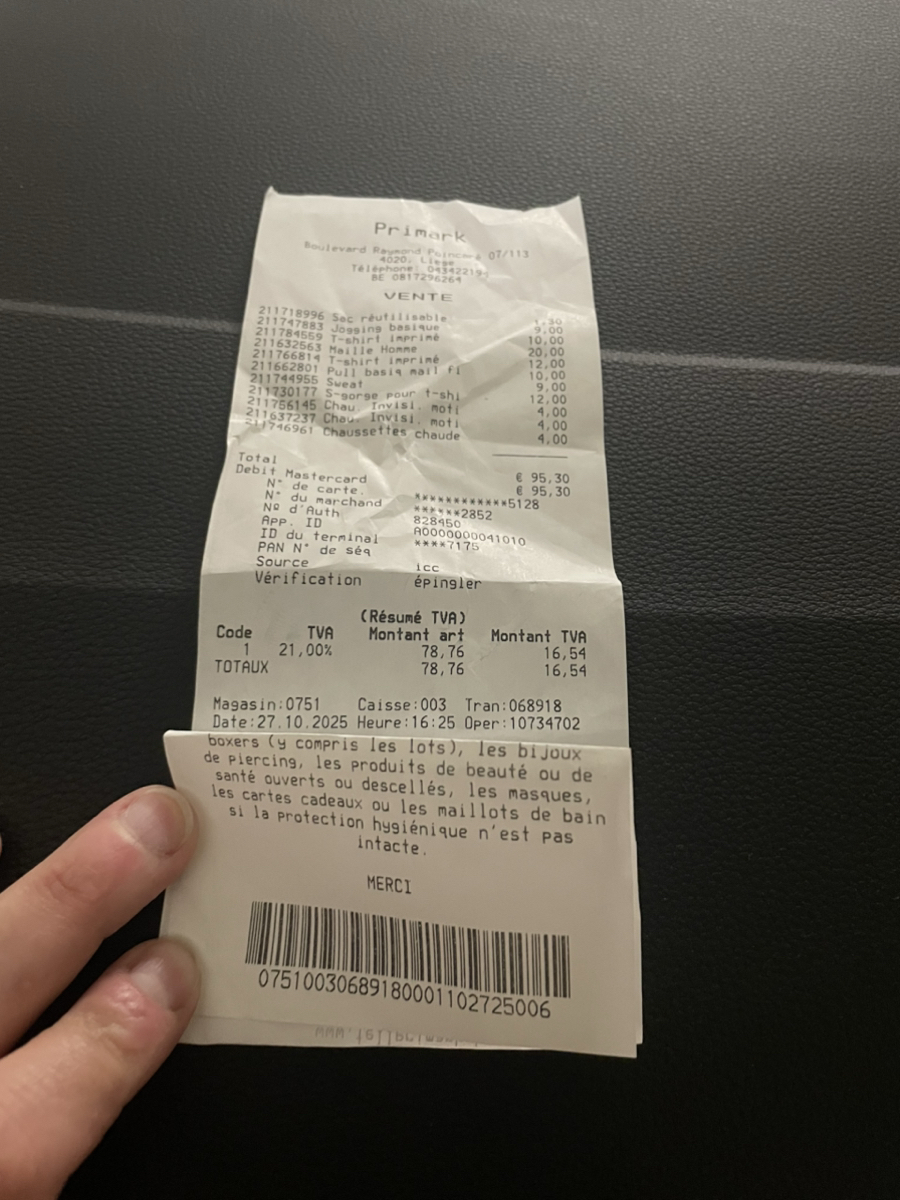 Primark
Boulevard Raymond Poincaré 07/113
4020, Liege
Téléphone: 04342219
BE 0817296264
VENTE
211718996 Sac réutilisable 1,30
211747883 Jogging basique 9,00
211784559 T-shirt imprimé 10,00
211632563 Maille Homme 20,00
211766814 T-shirt imprimé 12,00
211662801 Pull basiq mail fi 10,00
211744955 Sweat 9,00
211730177 S-gorge pour t-shi 12,00
211756145 Chau. Invisi. moti 4,00
211637237 Chau. Invisi. moti 4,00
211746961 Chaussettes chaude 4,00
Total € 95,30
Debit Mastercard € 95,30
N° de carte. ************5128
N° du marchand ******2852
Nº d'Auth 828450
App. ID A0000000041010
ID du terminal ****7175
PAN N° de séq
Source icc
Vérification épingler
(Résumé TVA)
Code TVA Montant art Montant TVA
1 21,00% 78,76 16,54
TOTAUX 78,76 16,54
Magasin:0751 Caisse:003 Tran:068918
Date:27.10.2025 Heure:16:25 Oper:10734702
boxers (y compris les lots), les bijoux
de piercing, les produits de beauté ou de
santé ouverts ou descellés, les masques,
les cartes cadeaux ou les maillots de bain
si la protection hygiénique n'est pas
intacte.
MERCI
07510030689180001102725006